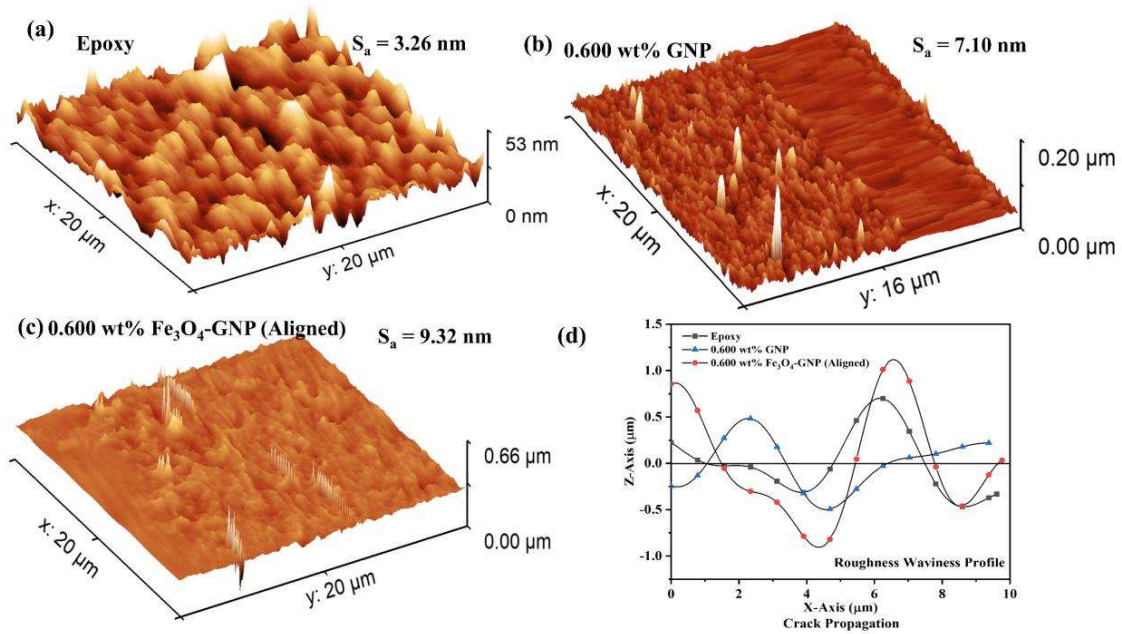 (a) Epoxy Sₐ = 3.26 nm
53 nm
0 nm
x: 20 µm
y: 20 µm
(b) 0.600 wt% GNP Sₐ = 7.10 nm
0.20 µm
0.00 µm
x: 20 µm
y: 16 µm
(c) 0.600 wt% Fe₃O₄-GNP (Aligned) Sₐ = 9.32 nm
0.66 µm
0.00 µm
x: 20 µm
y: 20 µm
(d)
Epoxy
0.600 wt% GNP
0.600 wt% Fe₃O₄-GNP (Aligned)
1.5
1.0
0.5
0.0
-0.5
-1.0
Z-Axis (µm)
Roughness Waviness Profile
0 2 4 6 8 10
X-Axis (µm)
Crack Propagation